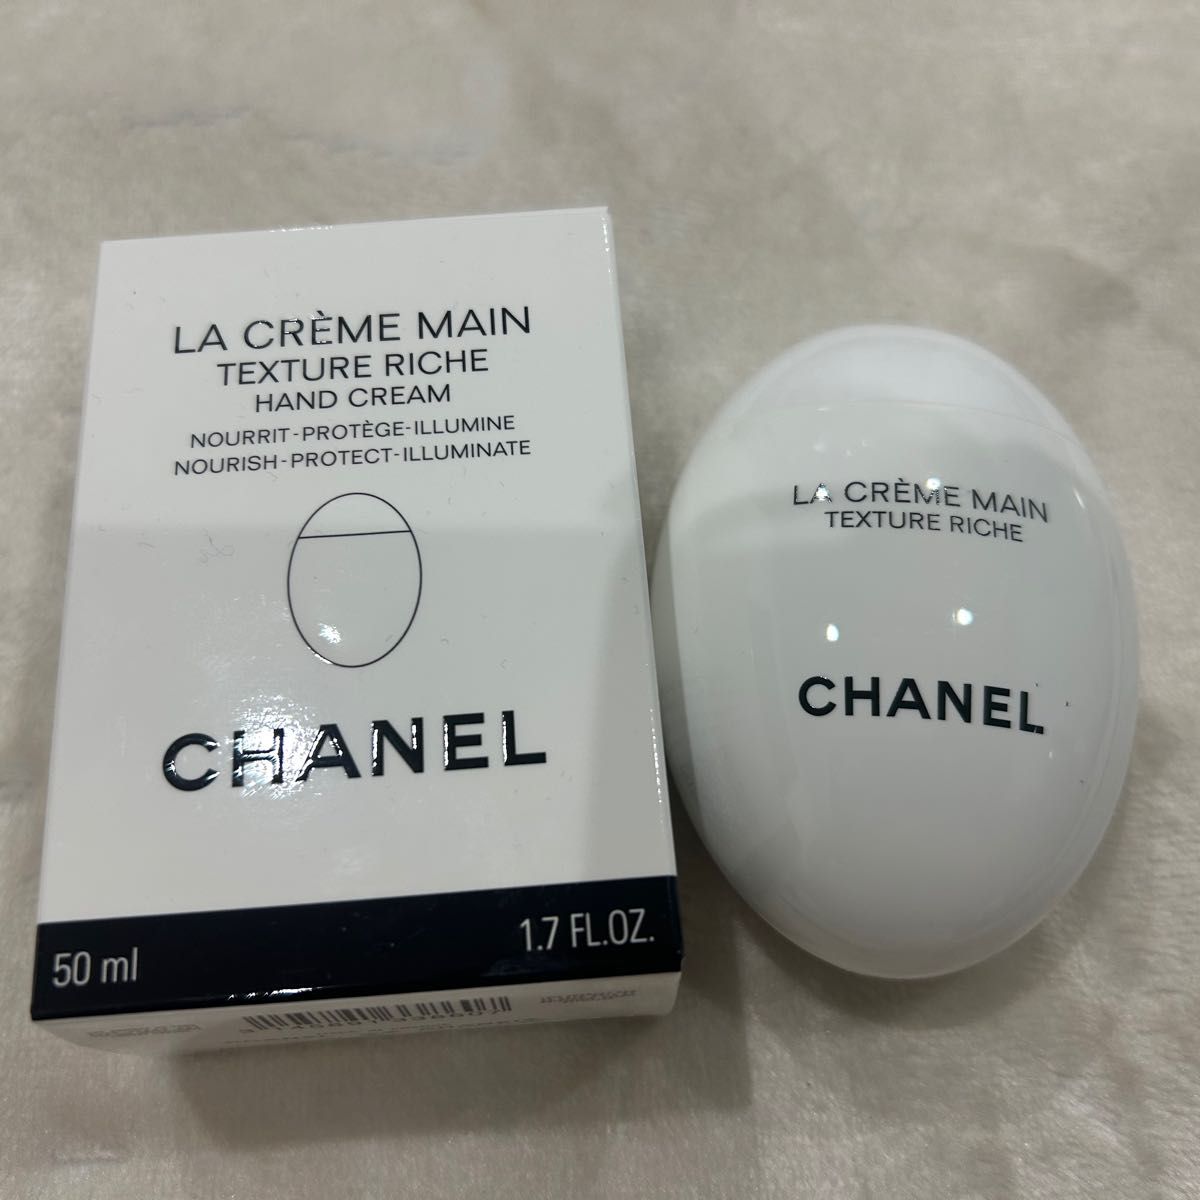 LA CRÈME MAIN
TEXTURE RICHE
HAND CREAM
NOURRIT-PROTÈGE-ILLUMINE
NOURISH-PROTECT-ILLUMINATE
CHANEL
50 ml
1.7 FL.OZ.
LA CRÈME MAIN
TEXTURE RICHE
CHANEL